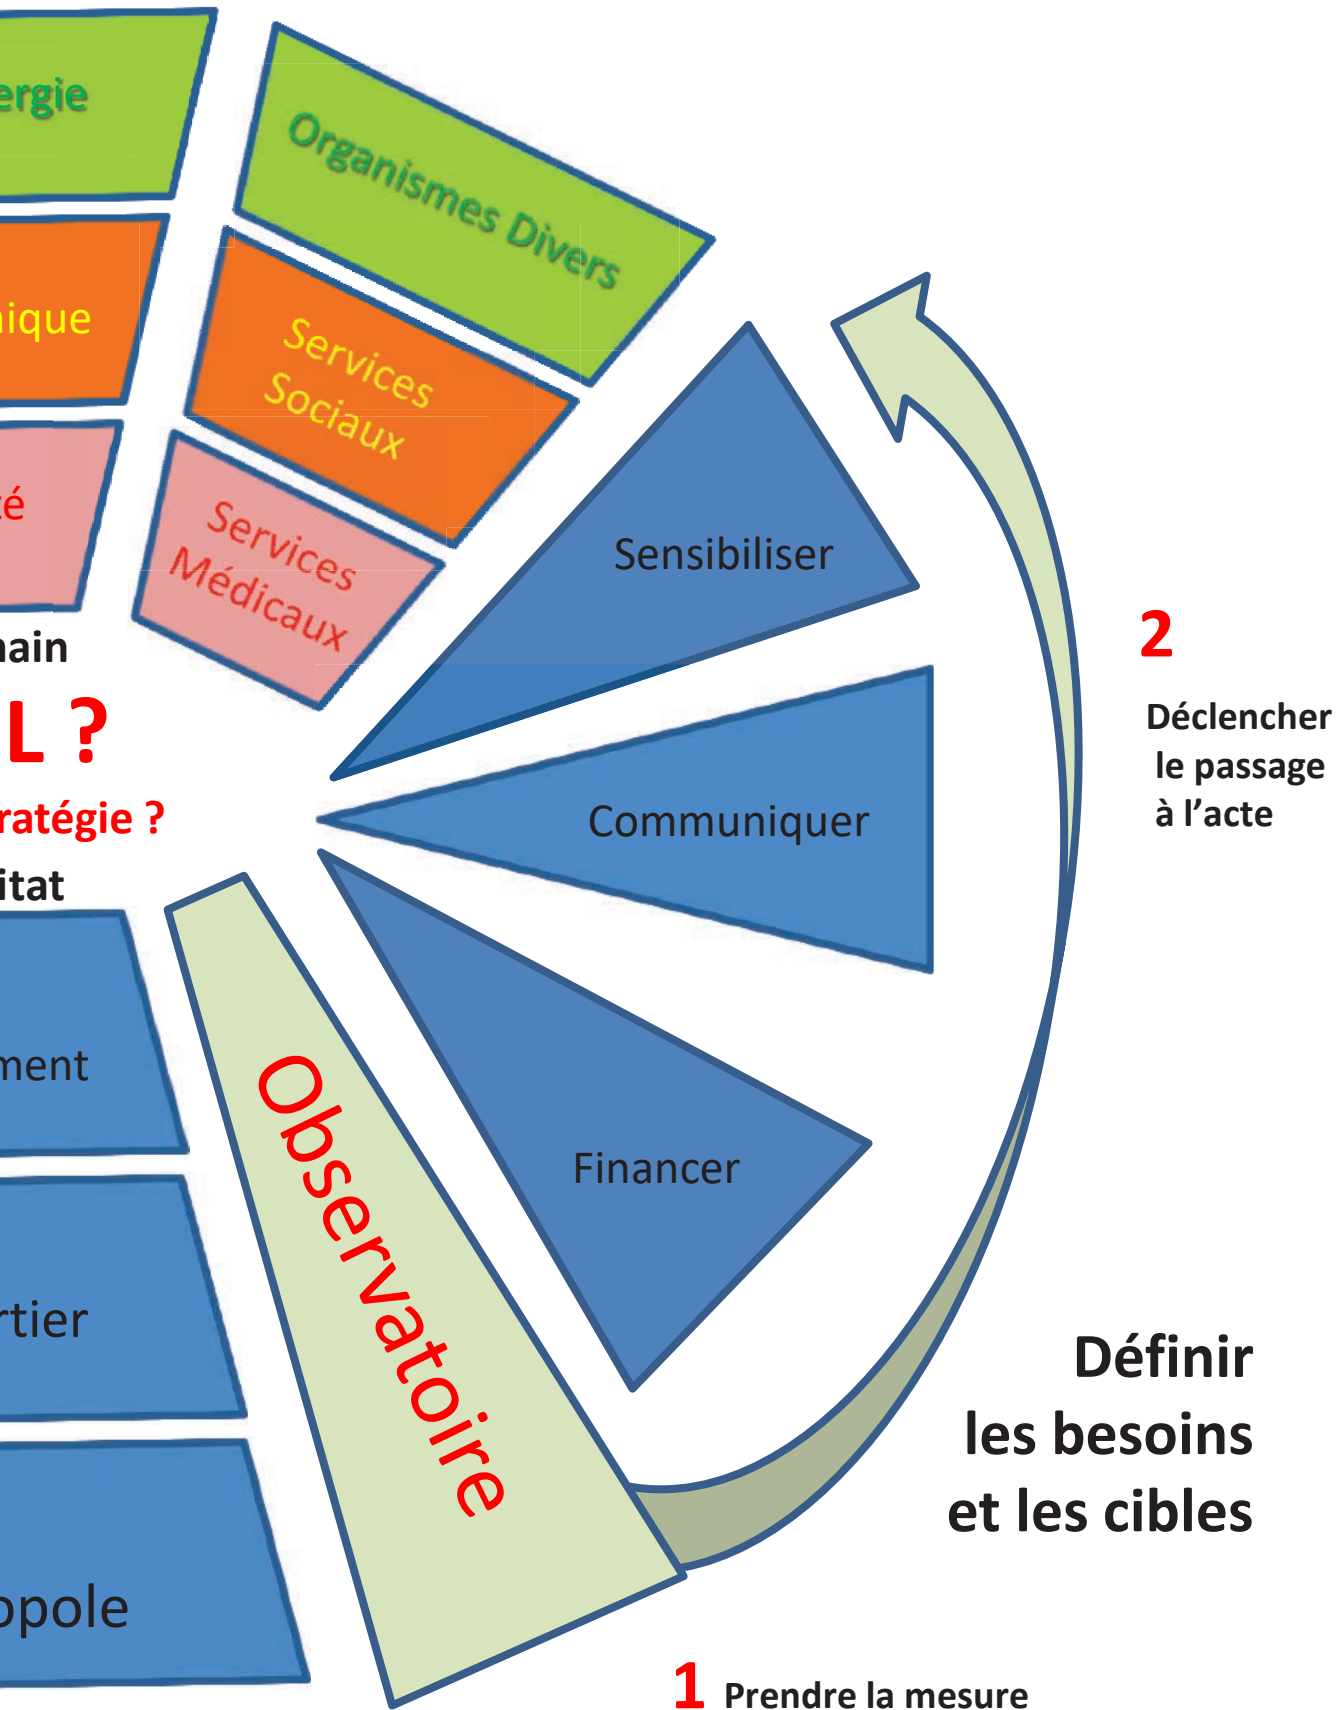 ergie
Organismes Divers
nique
Services
Sociaux
té
Services
Médicaux
Sensibiliser
main
L ?
ratégie ?
itat
2
Déclencher
le passage
à l’acte
Communiquer
ment
Observatoire
Financer
rtier
Définir
les besoins
et les cibles
opole
1 Prendre la mesure